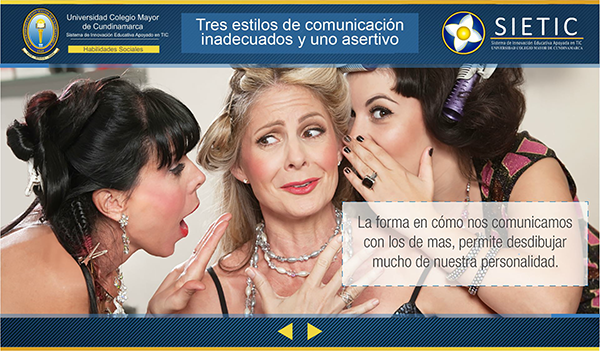 Universidad Colegio Mayor
de Cundinamarca
Sistema de Innovación Educativa Apoyado en TIC
Habilidades Sociales
Tres estilos de comunicación
inadecuados y uno asertivo
SIETIC
Sistema de Innovación Educativa Apoyada en TIC
UNIVERSIDAD COLEGIO MAYOR DE CUNDINAMARCA
La forma en cómo nos comunicamos
con los de mas, permite desdibujar
mucho de nuestra personalidad.